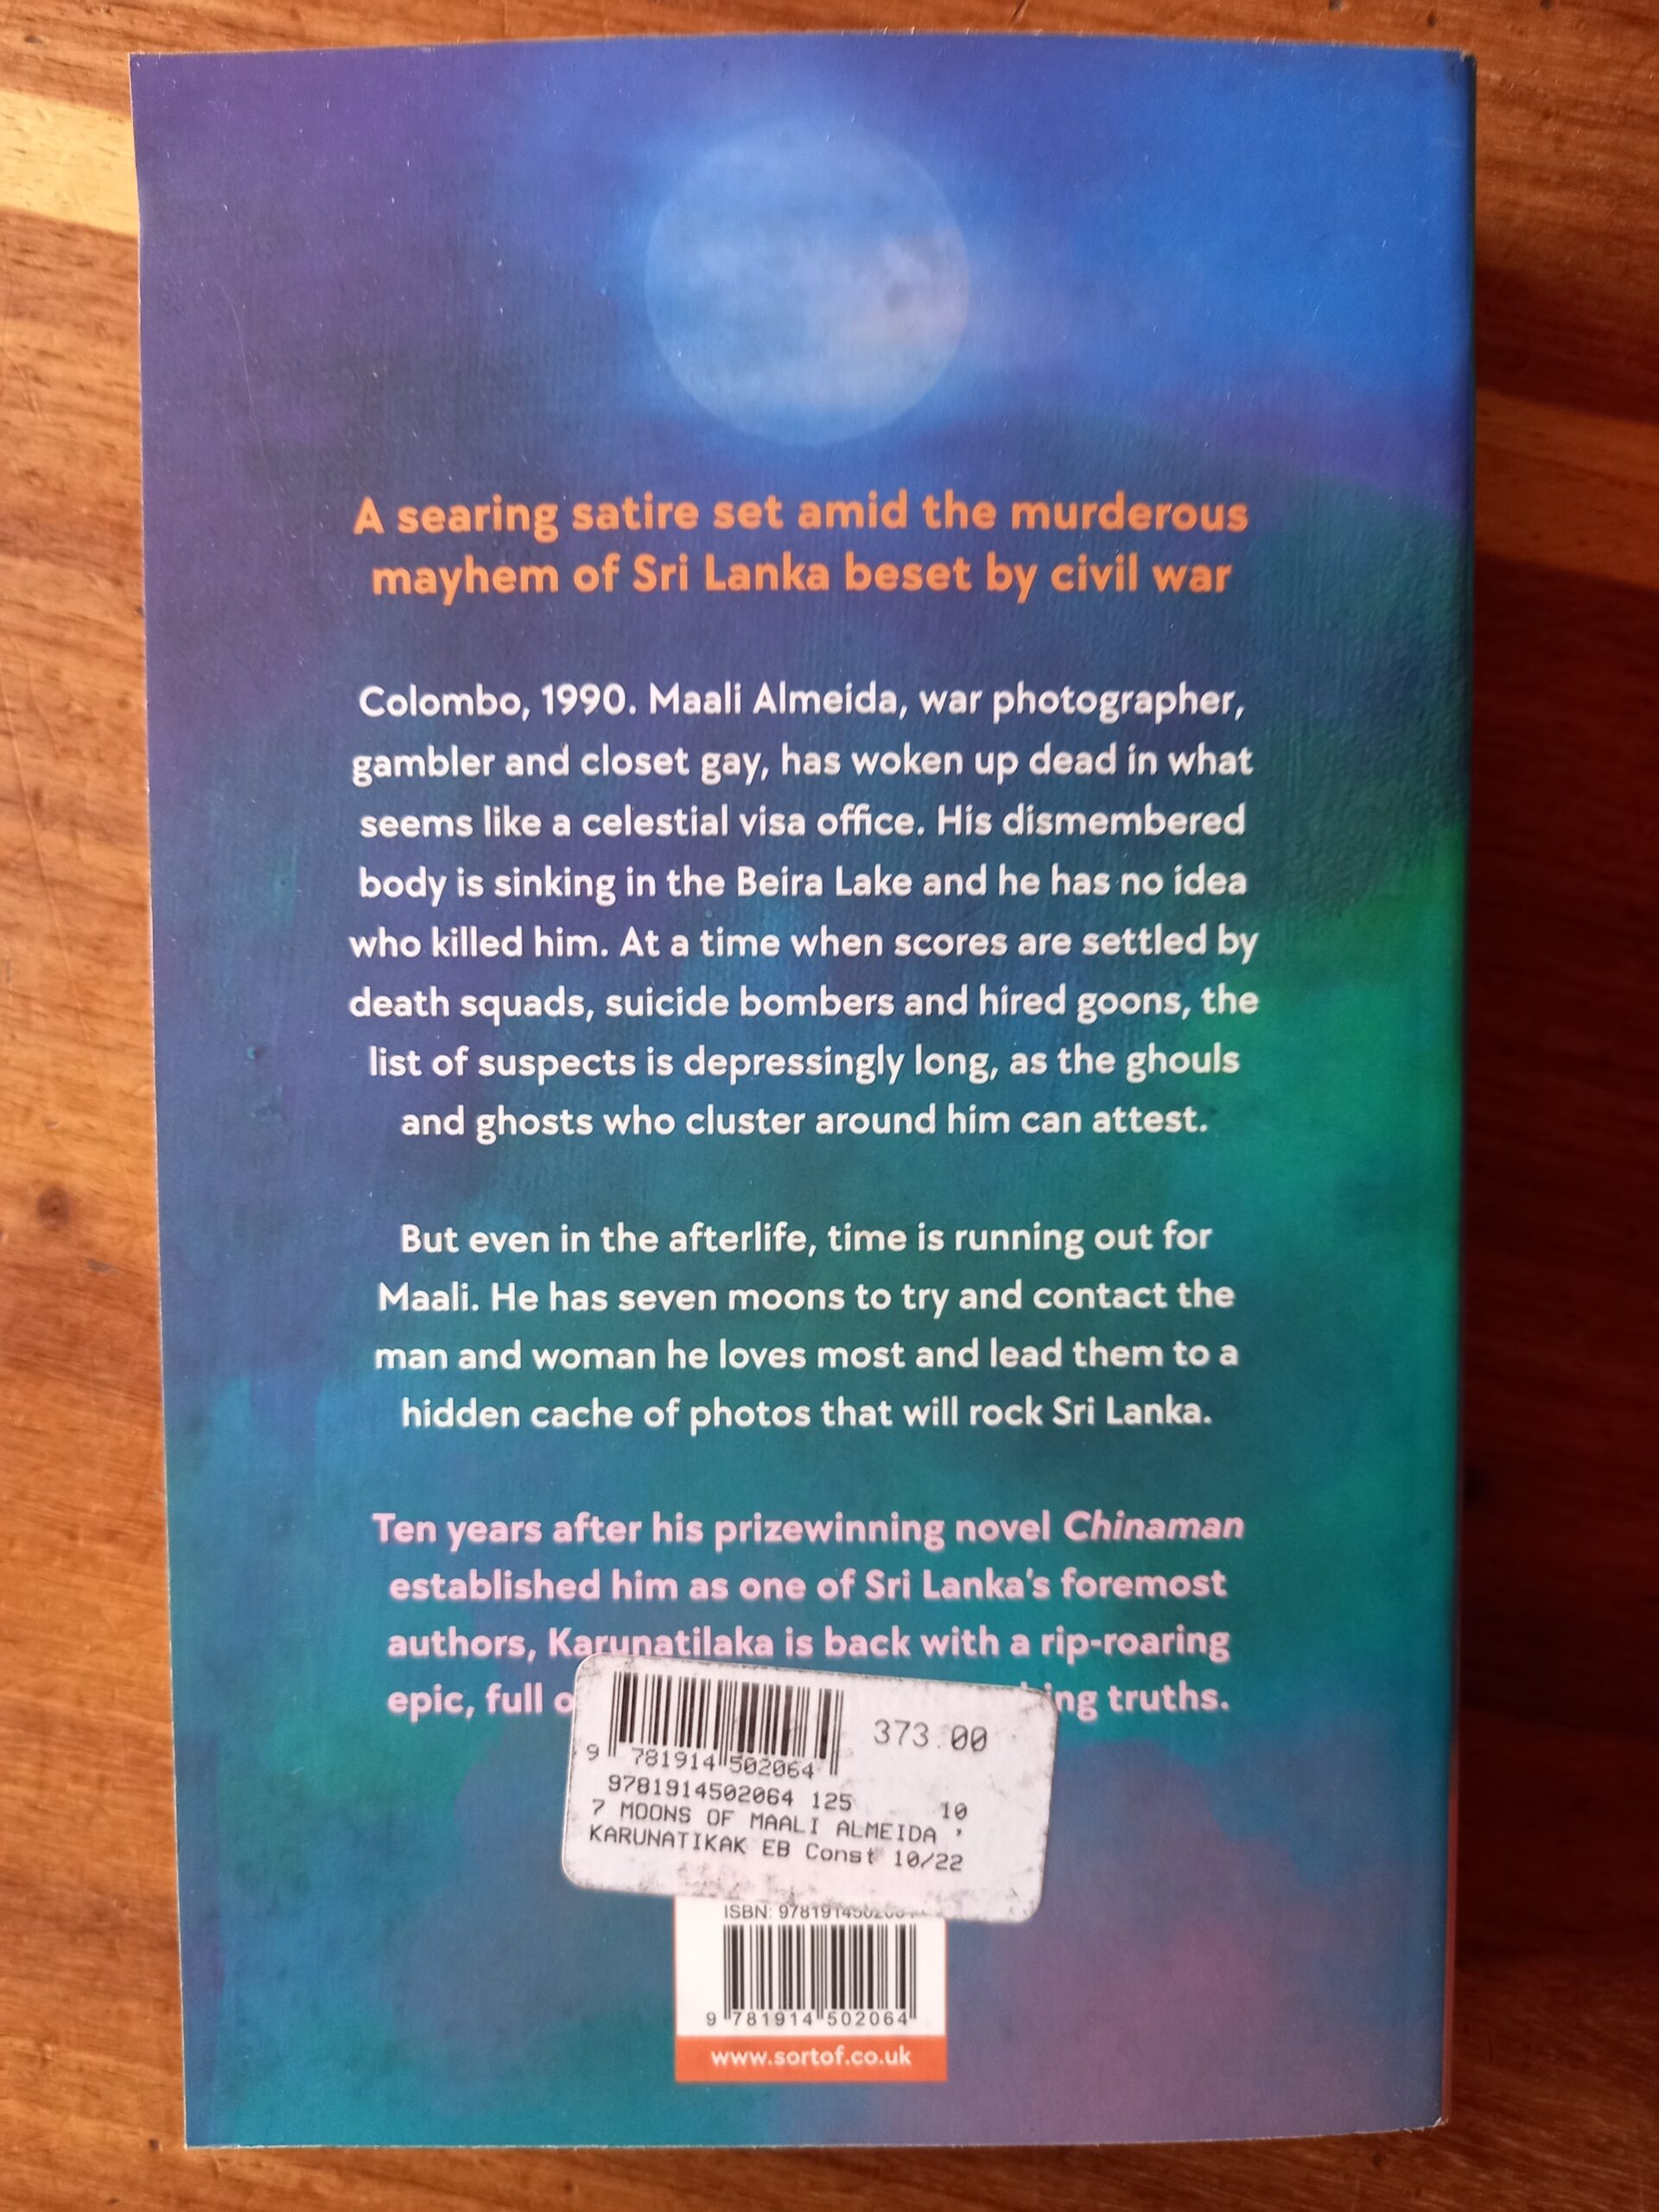 A searing satire set amid the murderous
mayhem of Sri Lanka beset by civil war
Colombo, 1990. Maali Almeida, war photographer,
gambler and closet gay, has woken up dead in what
seems like a celestial visa office. His dismembered
body is sinking in the Beira Lake and he has no idea
who killed him. At a time when scores are settled by
death squads, suicide bombers and hired goons, the
list of suspects is depressingly long, as the ghouls
and ghosts who cluster around him can attest.
But even in the afterlife, time is running out for
Maali. He has seven moons to try and contact the
man and woman he loves most and lead them to a
hidden cache of photos that will rock Sri Lanka.
Ten years after his prizewinning novel Chinaman
established him as one of Sri Lanka's foremost
authors, Karunatilaka is back with a rip-roaring
epic, full truths.
373.00
9 781914 502064
9781914502064 125 10
7 MOONS OF MAALI ALMEIDA '
KARUNATIKAK EB Const 10/22
ISBN:
9 781914 502064
www.sortof.co.uk